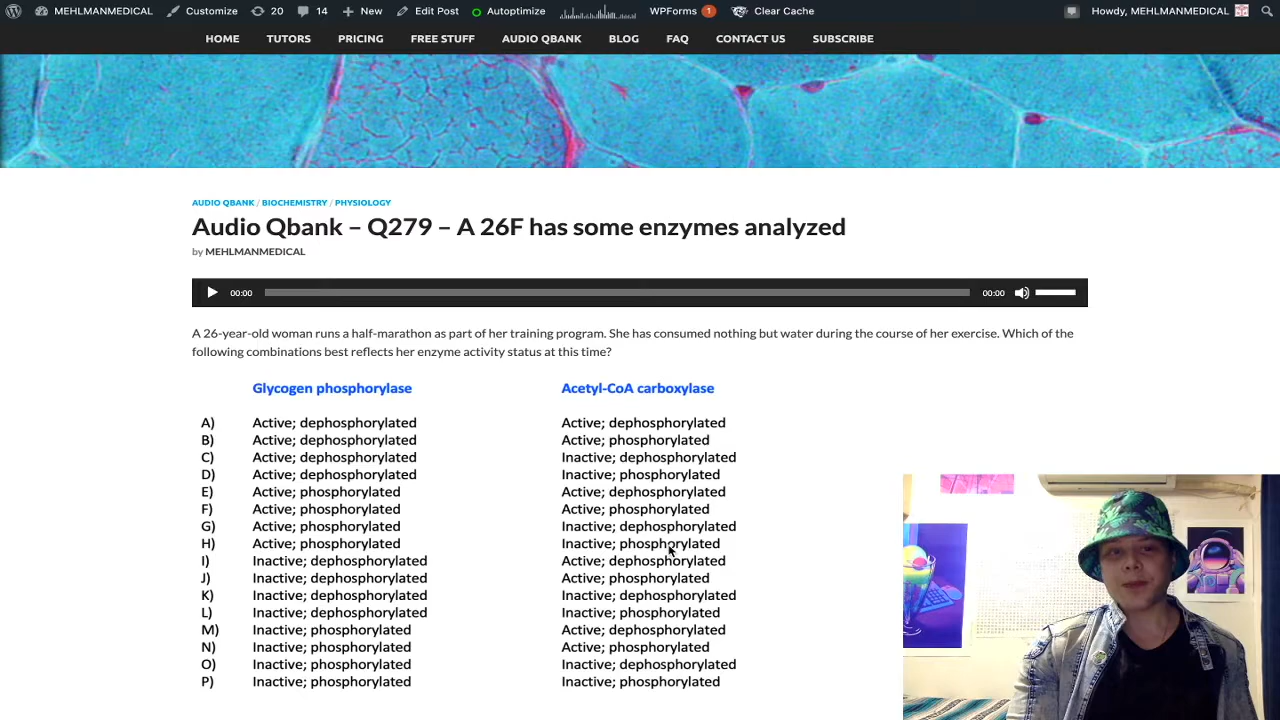 MEHLMANMEDICAL Customize 20 14 New Edit Post Autoptimize WPForms 1 Clear Cache Howdy, MEHLMANMEDICAL
HOME TUTORS PRICING FREE STUFF AUDIO QBANK BLOG FAQ CONTACT US SUBSCRIBE
AUDIO QBANK / BIOCHEMISTRY / PHYSIOLOGY
Audio Qbank – Q279 – A 26F has some enzymes analyzed
by MEHLMANMEDICAL
00:00 00:00
A 26-year-old woman runs a half-marathon as part of her training program. She has consumed nothing but water during the course of her exercise. Which of the
following combinations best reflects her enzyme activity status at this time?
Glycogen phosphorylase Acetyl-CoA carboxylase
A) Active; dephosphorylated Active; dephosphorylated
B) Active; dephosphorylated Active; phosphorylated
C) Active; dephosphorylated Inactive; dephosphorylated
D) Active; dephosphorylated Inactive; phosphorylated
E) Active; phosphorylated Active; dephosphorylated
F) Active; phosphorylated Active; phosphorylated
G) Active; phosphorylated Inactive; dephosphorylated
H) Active; phosphorylated Inactive; phosphorylated
I) Inactive; dephosphorylated Active; dephosphorylated
J) Inactive; dephosphorylated Active; phosphorylated
K) Inactive; dephosphorylated Inactive; dephosphorylated
L) Inactive; dephosphorylated Inactive; phosphorylated
M) Inactive; phosphorylated Active; dephosphorylated
N) Inactive; phosphorylated Active; phosphorylated
O) Inactive; phosphorylated Inactive; dephosphorylated
P) Inactive; phosphorylated Inactive; phosphorylated